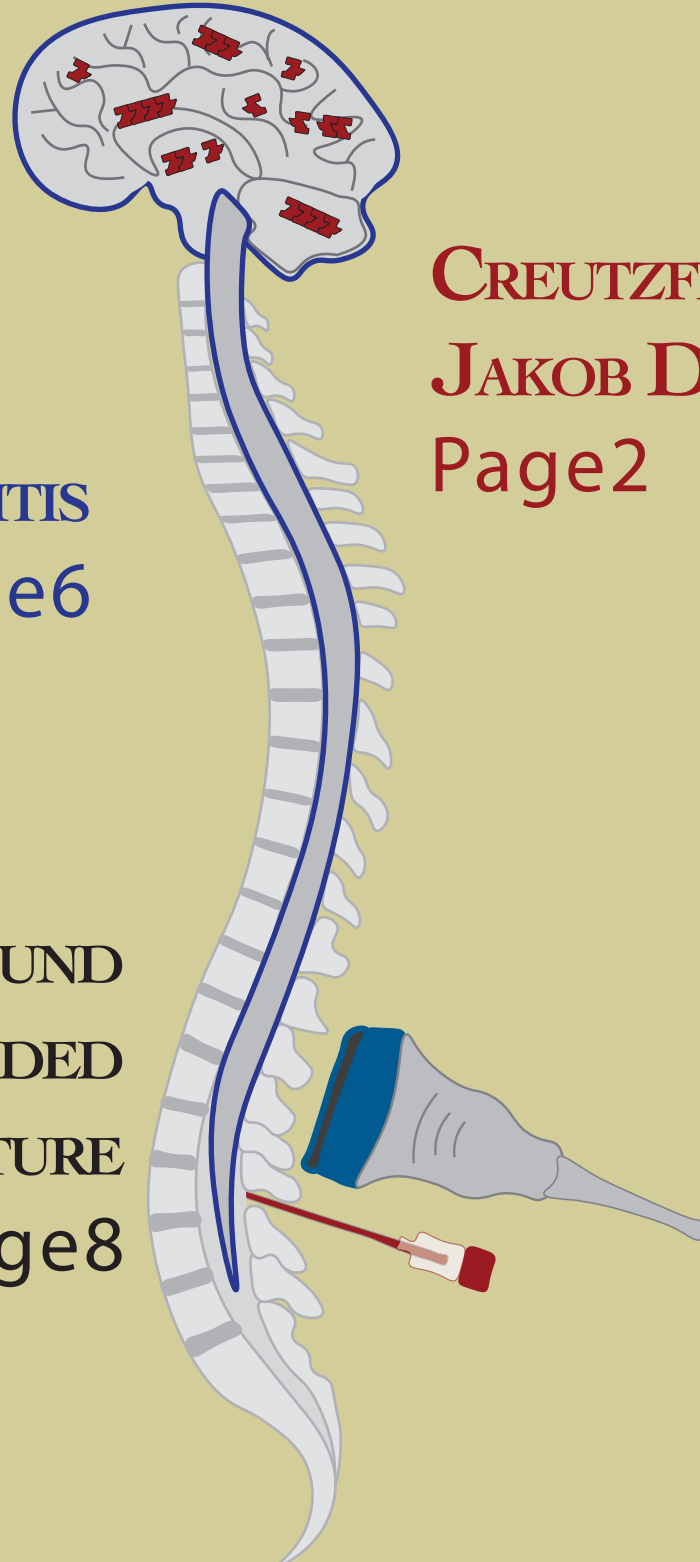 CREUTZF
JAKOB D
Page2
ITIS
e6
UND
DED
TURE
ge8